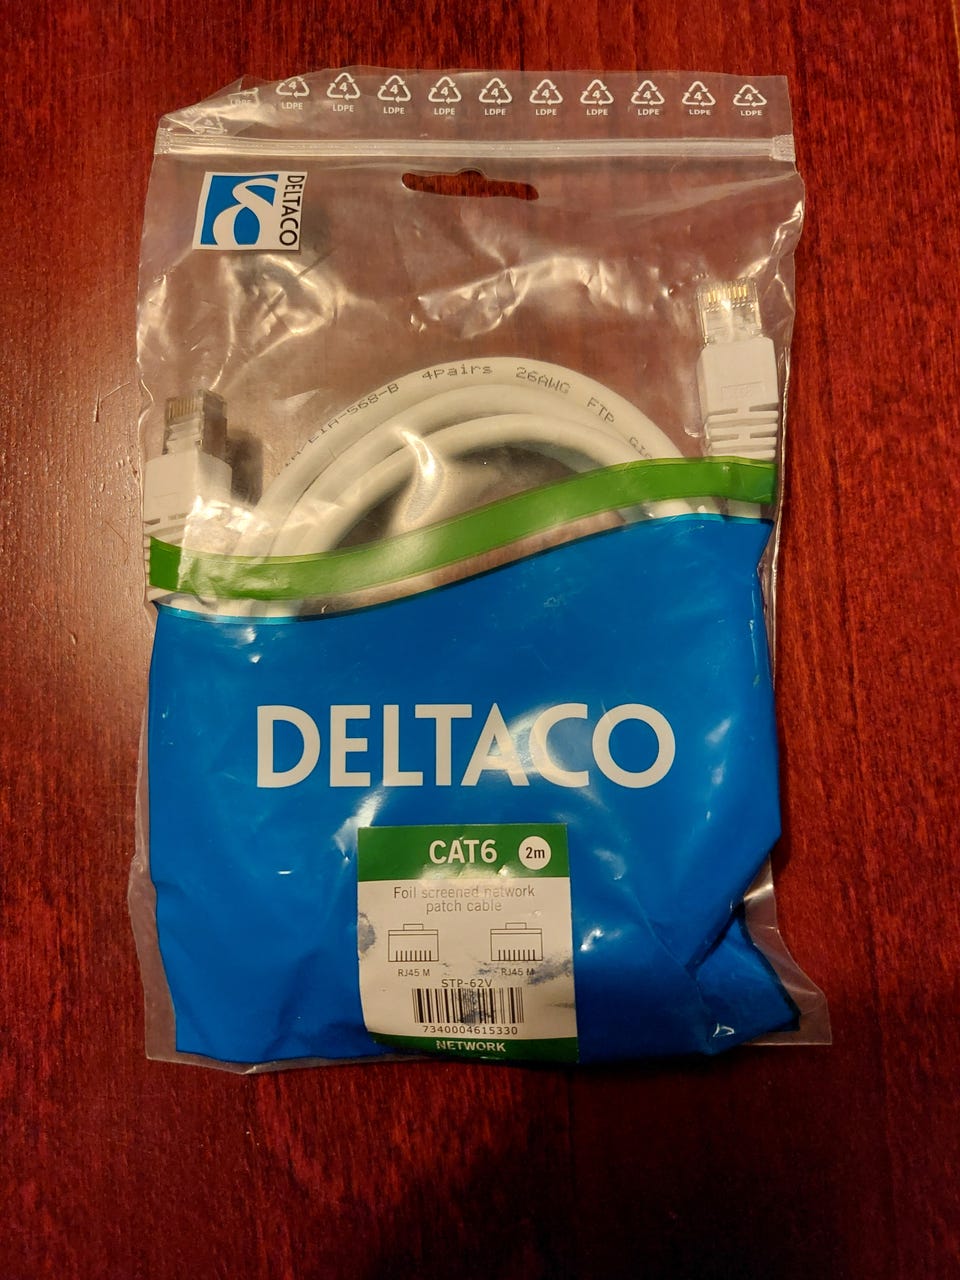 4 4 4 4 4 4 4 4 4 4
LDPE LDPE LDPE LDPE LDPE LDPE LDPE LDPE LDPE LDPE LDPE
DELTACO
EIA-568-B 4Pairs 26AWG FTP
DELTACO
CAT6 2m
Foil screened network
patch cable
RJ45 M RJ45 M
STP-62V
7340004615330
NETWORK